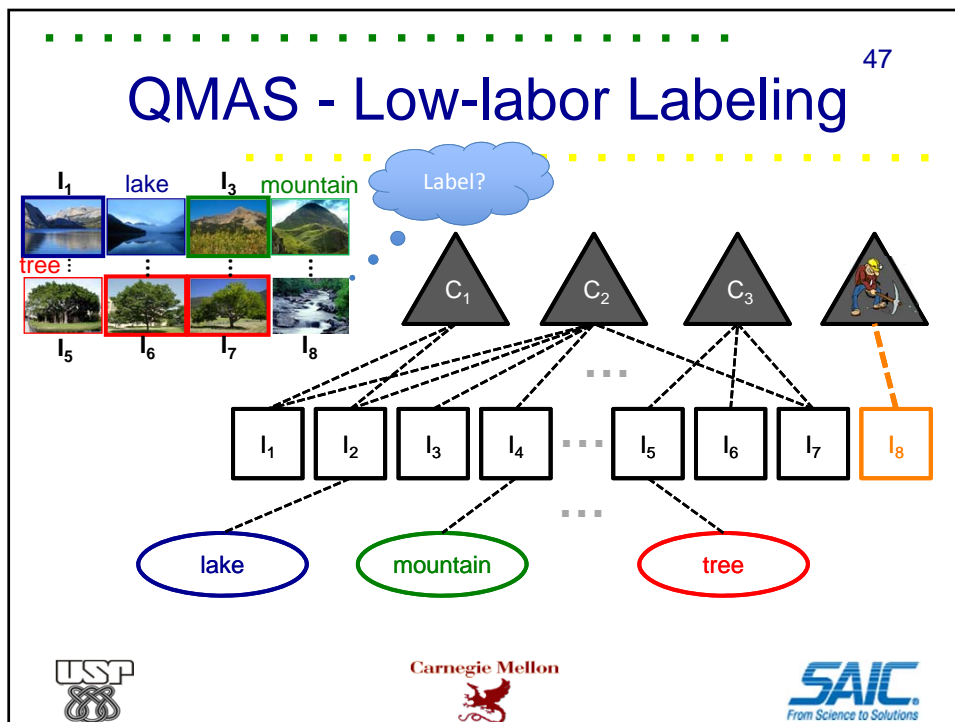 47
QMAS - Low-labor Labeling
Label?
I1 lake I3 mountain
tree
I5 I6 I7 I8
C1 C2 C3
I1 I2 I3 I4 I5 I6 I7 I8
lake mountain tree
USP
Carnegie Mellon
SAIC®
From Science to Solutions